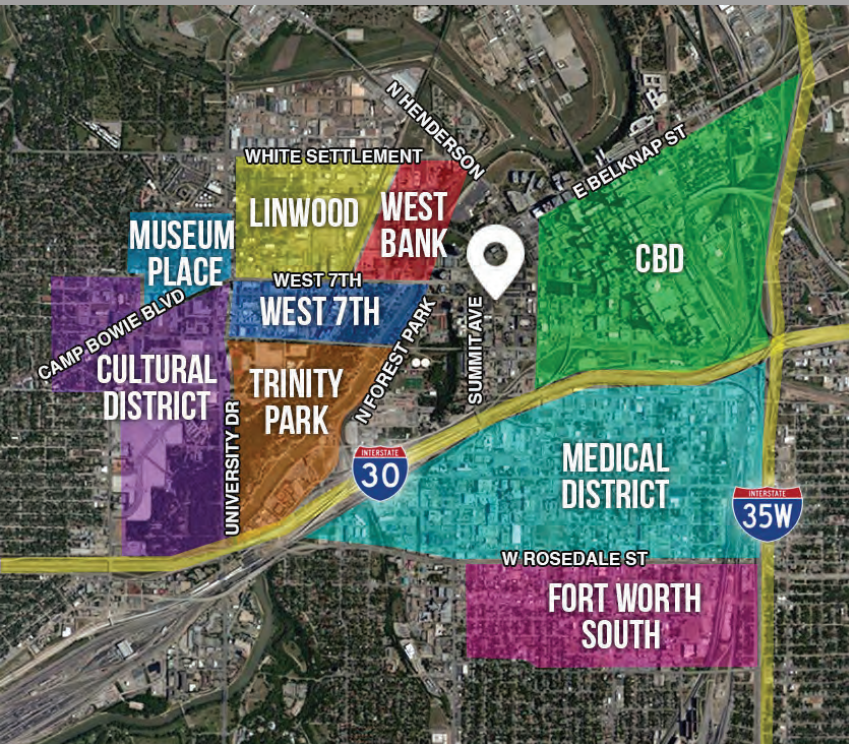 N HENDERSON
WHITE SETTLEMENT
E BELKNAP ST
LINWOOD
WEST
BANK
MUSEUM
PLACE
CBD
WEST 7TH
WEST 7TH
CAMP BOWIE BLVD
N FOREST PARK
SUMMIT AVE
CULTURAL
DISTRICT
TRINITY
PARK
UNIVERSITY DR
INTERSTATE
30
MEDICAL
DISTRICT
INTERSTATE
35W
W ROSEDALE ST
FORT WORTH
SOUTH